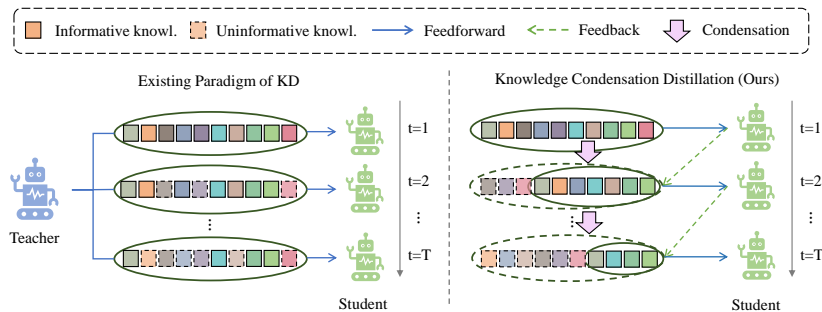 Informative knowl. Uninformative knowl. Feedforward Feedback Condensation
Existing Paradigm of KD
Knowledge Condensation Distillation (Ours)
t=1
t=1
t=2
t=2
Teacher
⋮
⋮
⋮
⋮
t=T
t=T
Student
Student